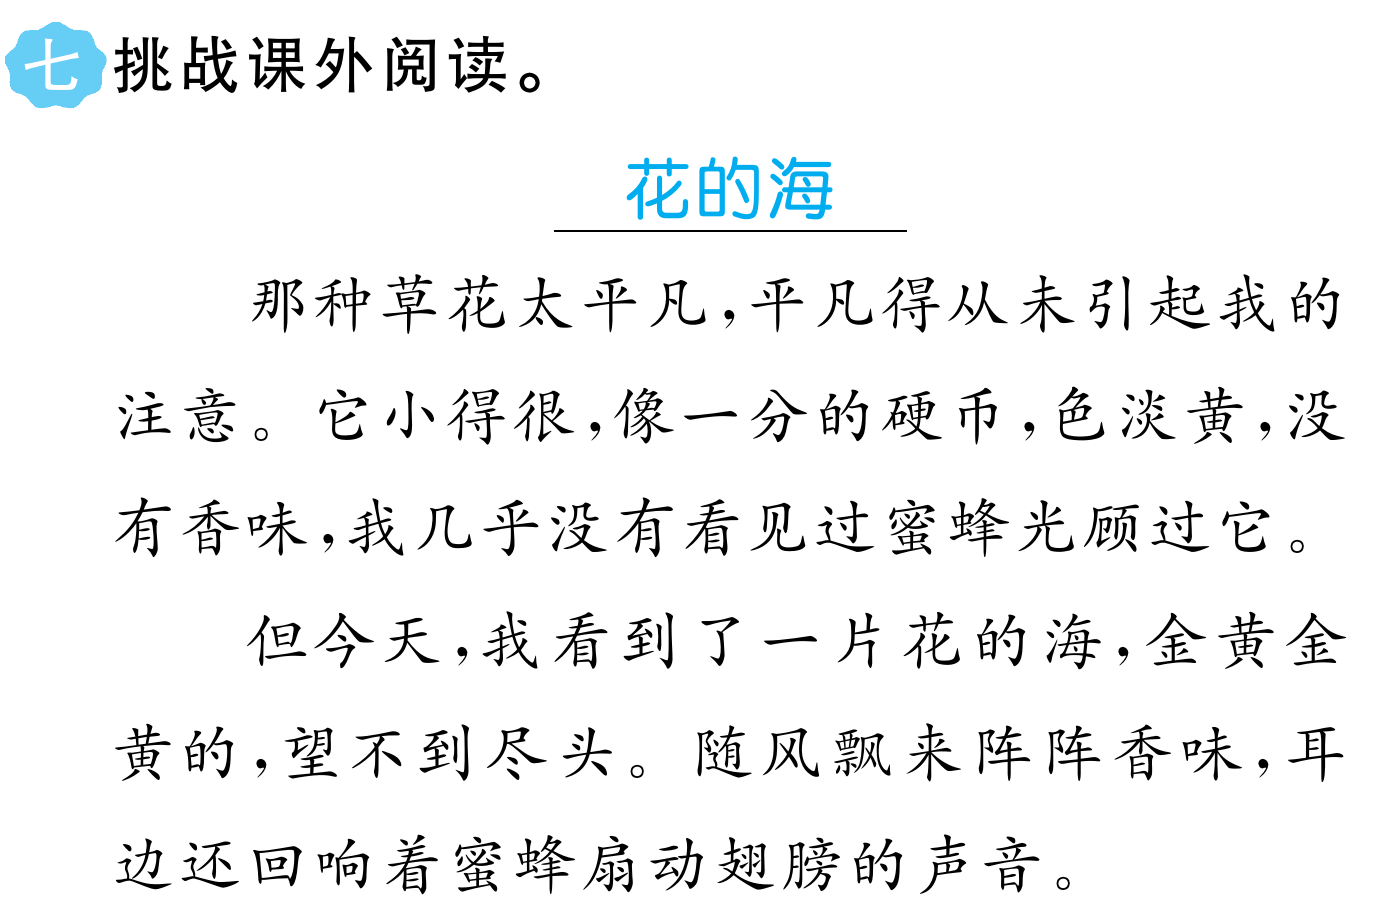 七 挑战课外阅读。
花的海
那种草花太平凡,平凡得从未引起我的
注意。它小得很,像一分的硬币,色淡黄,没
有香味,我几乎没有看见过蜜蜂光顾过它。
但今天,我看到了一片花的海,金黄金
黄的,望不到尽头。随风飘来阵阵香味,耳
边还回响着蜜蜂扇动翅膀的声音。